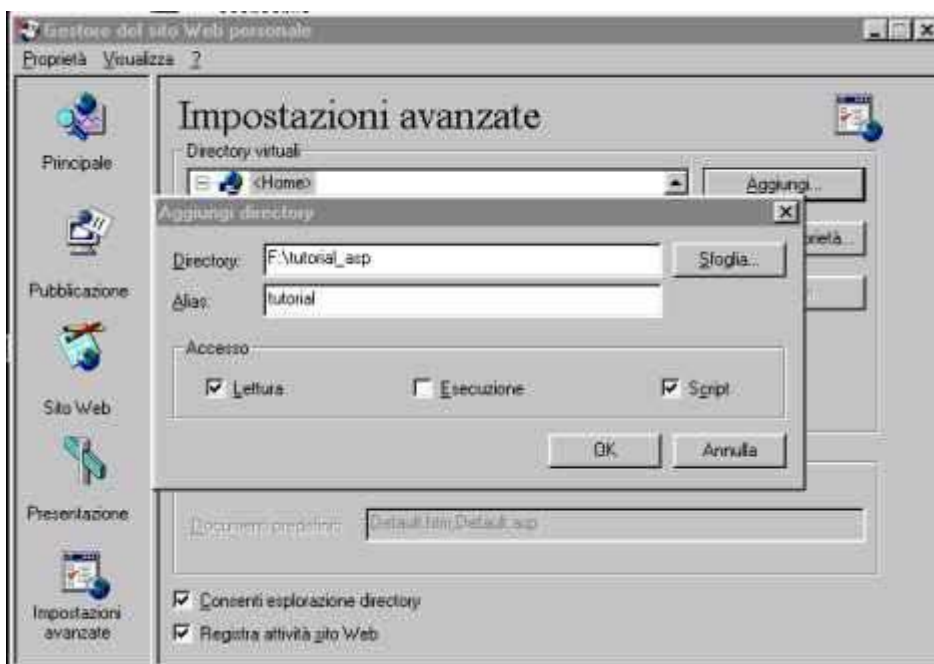 Gestore del sito Web personale
Proprietà Visualizza ?
Principale
Pubblicazione
Sito Web
Presentazione
Impostazioni
avanzate
Impostazioni avanzate
Directory virtuali
<Home>
Aggiungi...
Aggiungi directory
Directory: F:\tutorial_asp
Sfoglia...
Alias: tutorial
Accesso
Lettura Esecuzione Script
OK Annulla
Documenti predefiniti: Default.htm,Default.asp
Consenti esplorazione directory
Registra attività sito Web